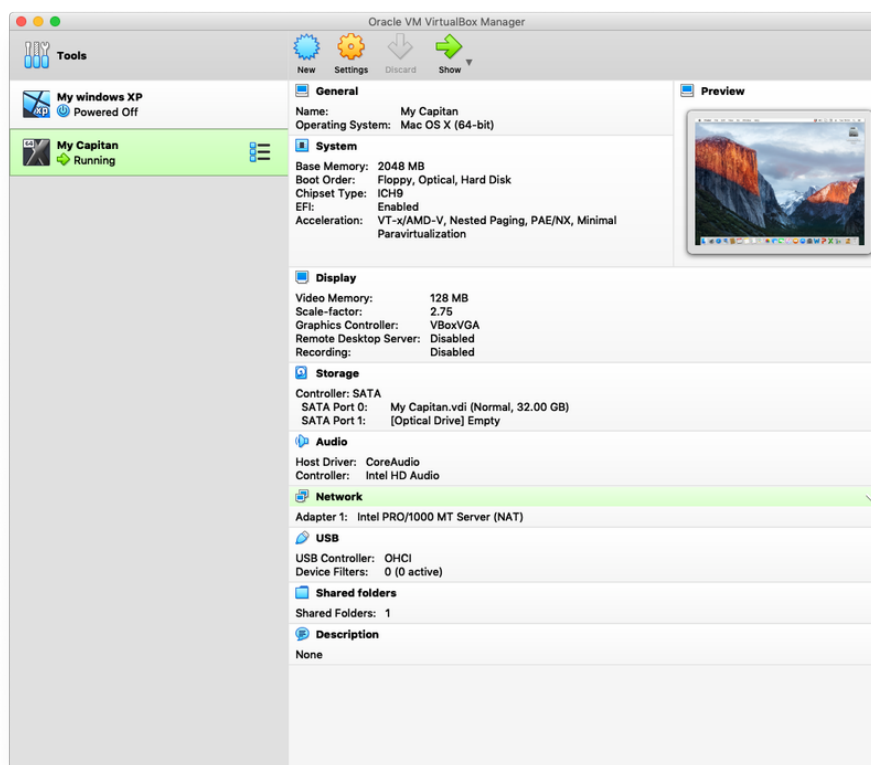 Oracle VM VirtualBox Manager
Tools
New
Settings
Discard
Show
My windows XP
Powered Off
My Capitan
Running
General
Name: My Capitan
Operating System: Mac OS X (64-bit)
Preview
System
Base Memory: 2048 MB
Boot Order: Floppy, Optical, Hard Disk
Chipset Type: ICH9
EFI: Enabled
Acceleration: VT-x/AMD-V, Nested Paging, PAE/NX, Minimal
Paravirtualization
Display
Video Memory: 128 MB
Scale-factor: 2.75
Graphics Controller: VBoxVGA
Remote Desktop Server: Disabled
Recording: Disabled
Storage
Controller: SATA
SATA Port 0: My Capitan.vdi (Normal, 32.00 GB)
SATA Port 1: [Optical Drive] Empty
Audio
Host Driver: CoreAudio
Controller: Intel HD Audio
Network
Adapter 1: Intel PRO/1000 MT Server (NAT)
USB
USB Controller: OHCI
Device Filters: 0 (0 active)
Shared folders
Shared Folders: 1
Description
None